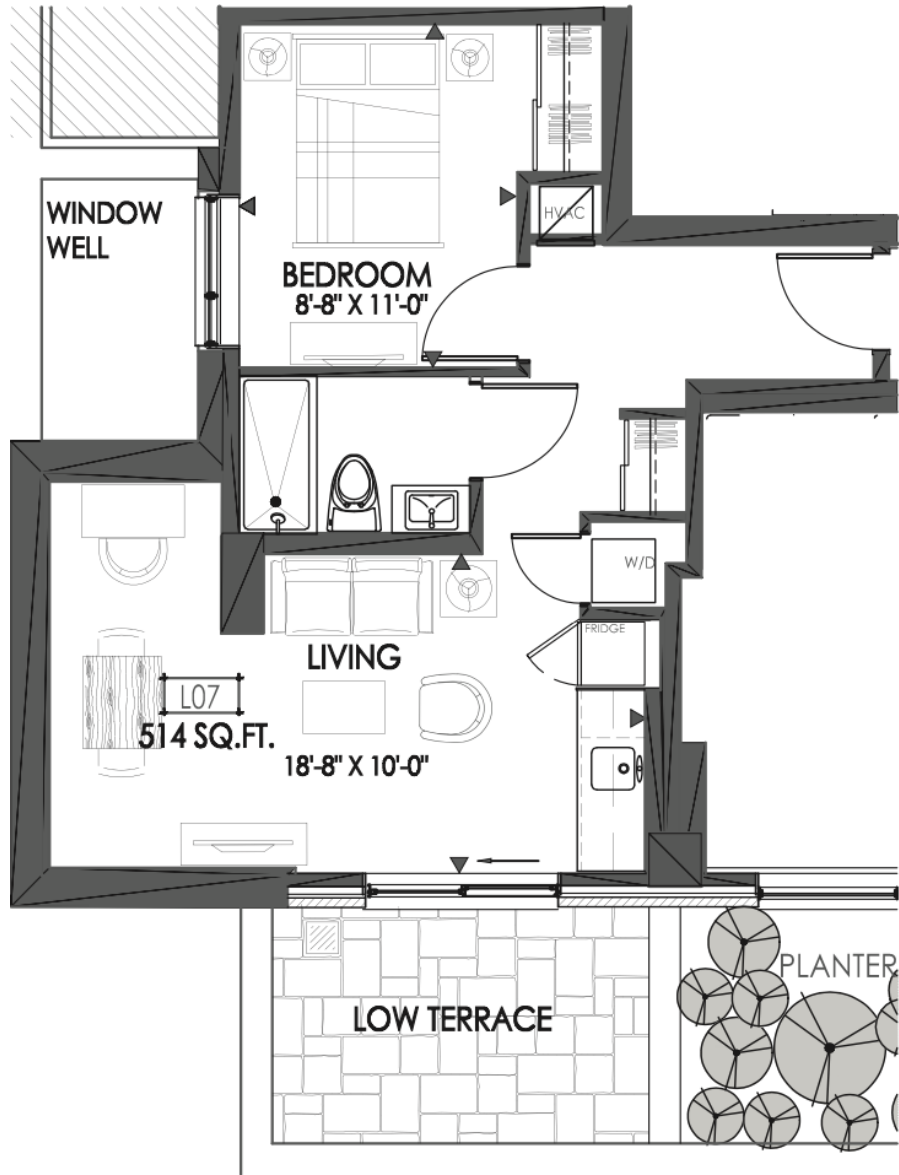 WINDOW
WELL
HVAC
BEDROOM
8'-8" X 11'-0"
W/D
FRIDGE
LIVING
L07
514 SQ.FT.
18'-8" X 10'-0"
PLANTER
LOW TERRACE